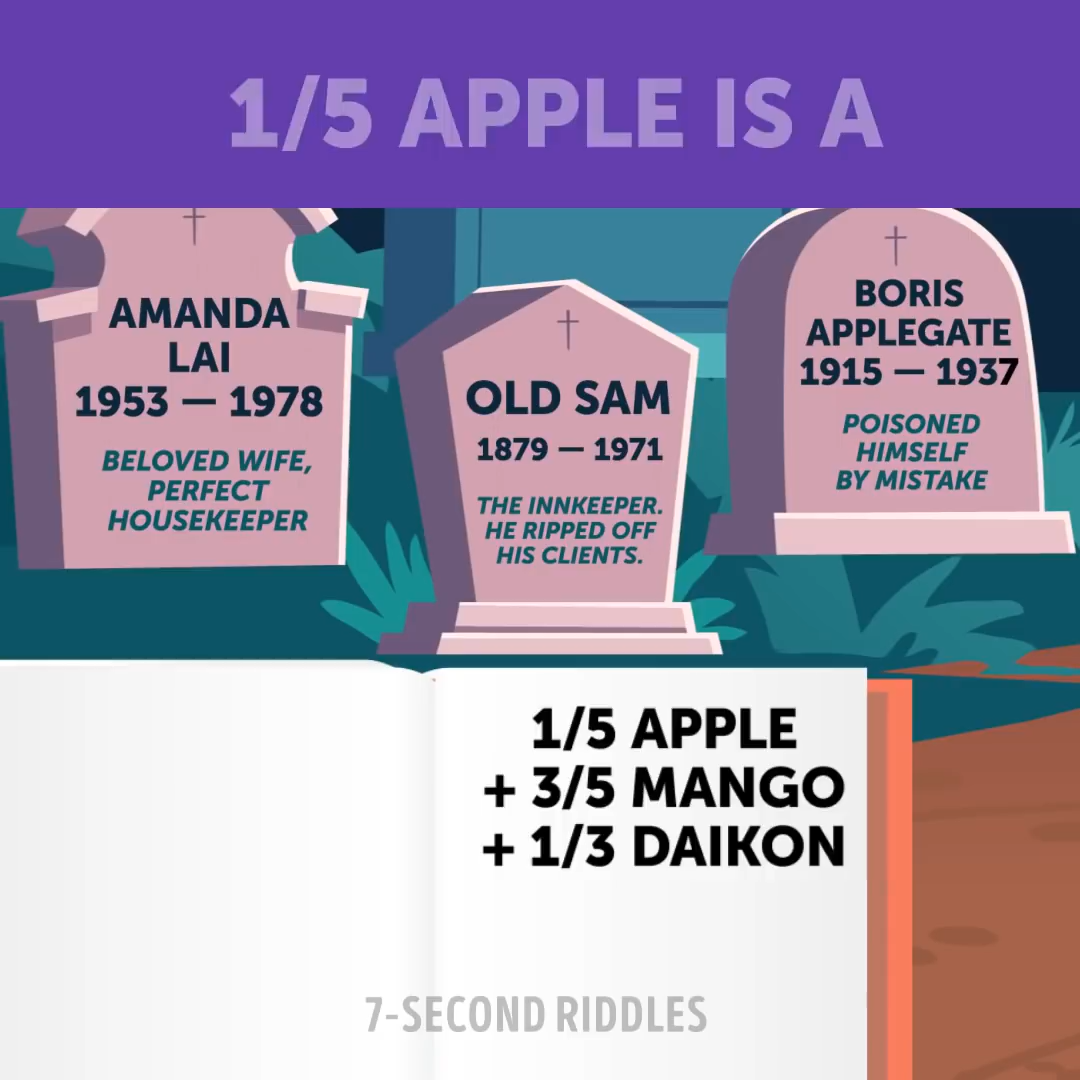 1/5 APPLE IS A
AMANDA
LAI
1953 — 1978
BELOVED WIFE,
PERFECT
HOUSEKEEPER
OLD SAM
1879 — 1971
THE INNKEEPER.
HE RIPPED OFF
HIS CLIENTS.
BORIS
APPLEGATE
1915 — 1937
POISONED
HIMSELF
BY MISTAKE
1/5 APPLE
+ 3/5 MANGO
+ 1/3 DAIKON
7-SECOND RIDDLES